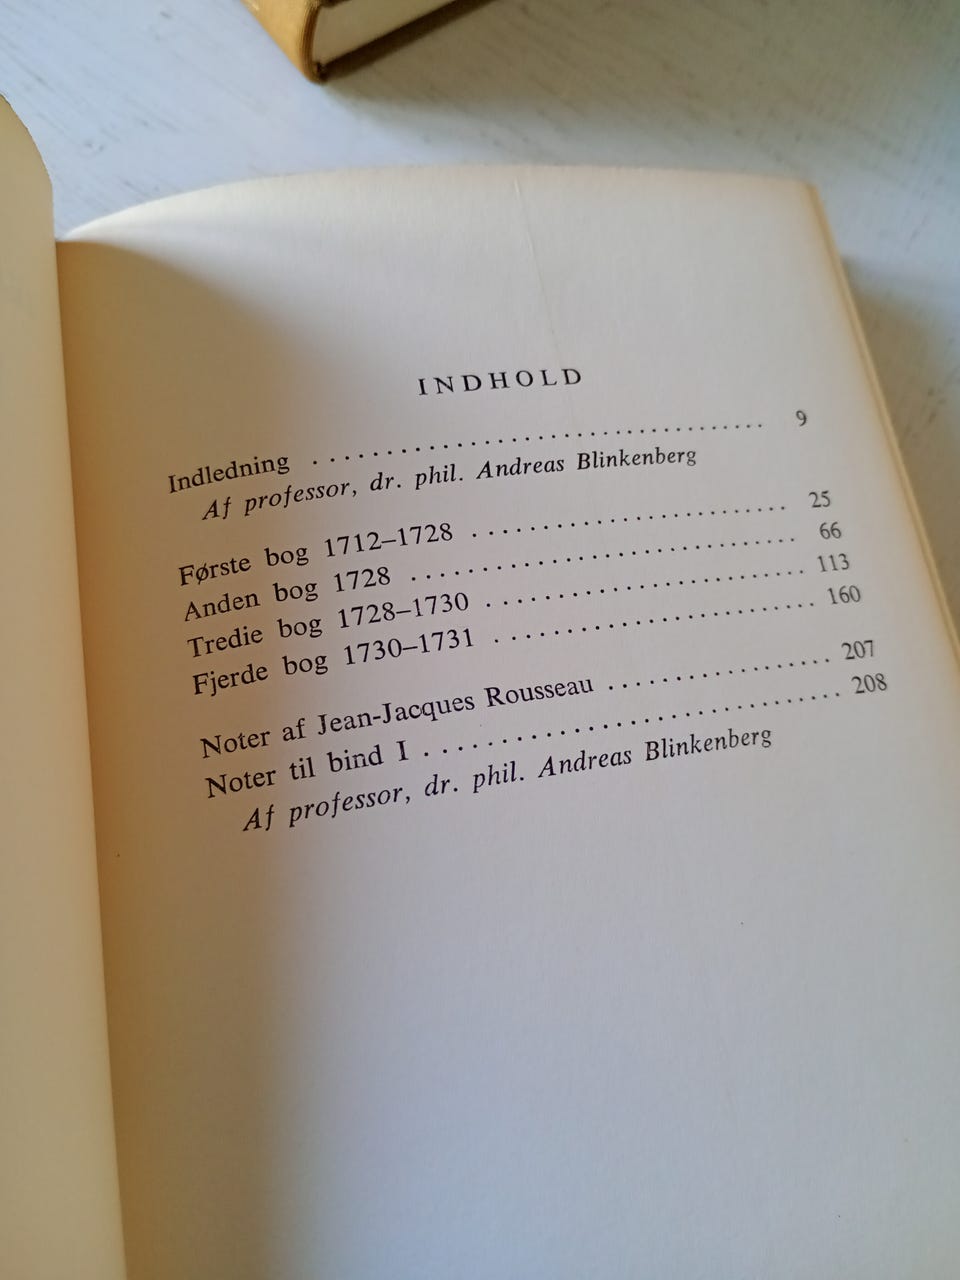 INDHOLD
Indledning .................................... 9
Af professor, dr. phil. Andreas Blinkenberg
Første bog 1712–1728 ......................... 25
Anden bog 1728 .............................. 66
Tredie bog 1728–1730 ......................... 113
Fjerde bog 1730–1731 ......................... 160
Noter af Jean-Jacques Rousseau ................. 207
Noter til bind I ............................... 208
Af professor, dr. phil. Andreas Blinkenberg